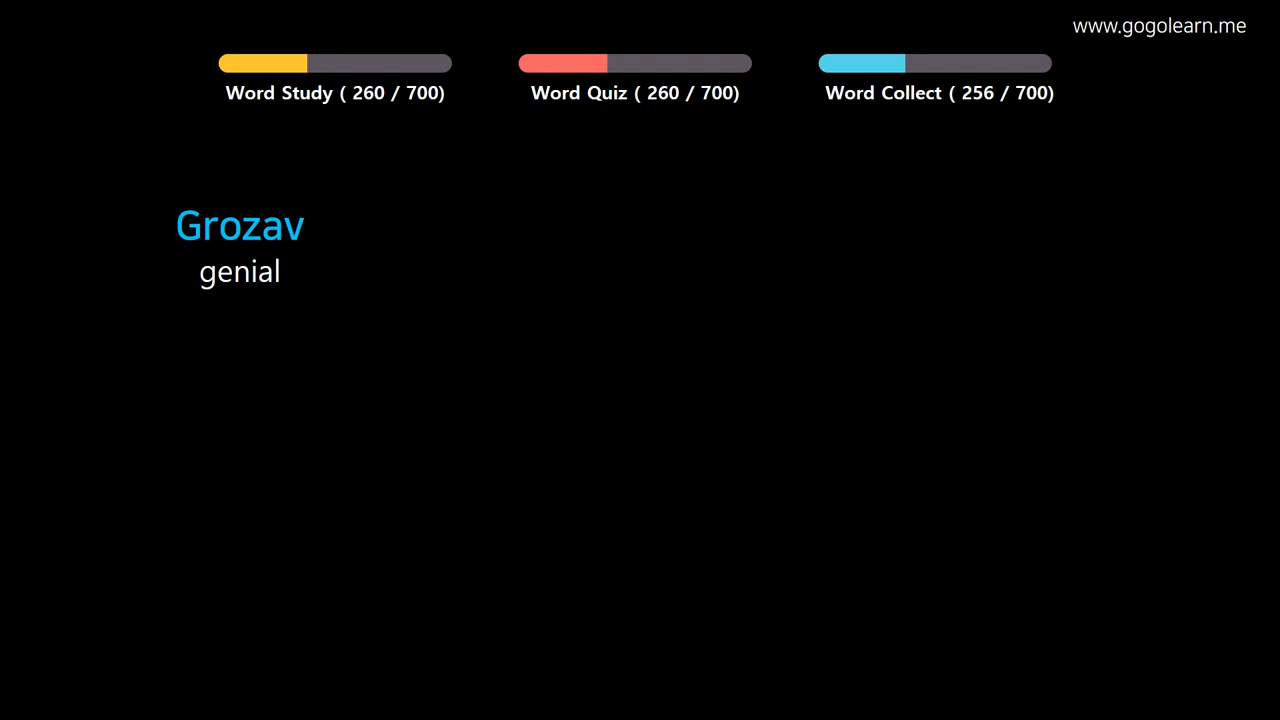 www.gogolearn.me
Word Study ( 260 / 700)
Word Quiz ( 260 / 700)
Word Collect ( 256 / 700)
Grozav
genial